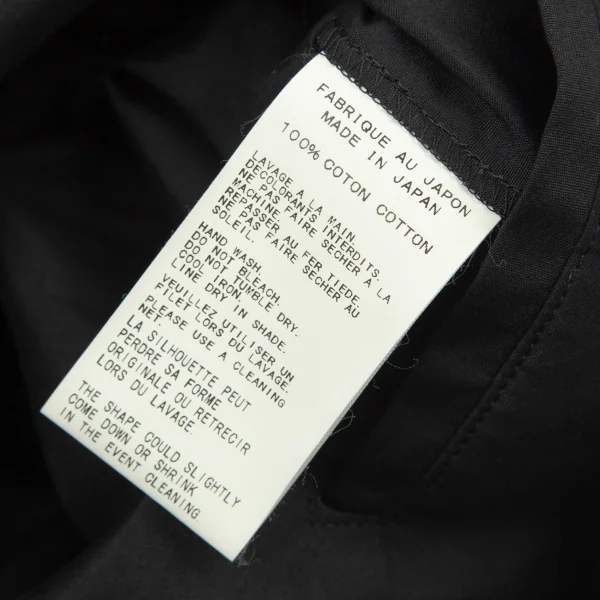 FABRIQUE AU JAPON
MADE IN JAPAN
100% COTON COTTON
LAVAGE A LA MAIN.
DECOLORANTS INTERDITS.
NE PAS FAIRE SECHER A LA
MACHINE.
REPASSER AU FER TIEDE.
NE PAS FAIRE SECHER AU
SOLEIL.
HAND WASH.
DO NOT BLEACH.
DO NOT TUMBLE DRY.
COOL IRON.
LINE DRY IN SHADE.
VEUILLEZ UTILISER UN
FILET LORS DU LAVAGE.
PLEASE USE A CLEANING
NET.
LA SILHOUETTE PEUT
PERDRE SA FORME
ORIGINALE OU RETRECIR
LORS DU LAVAGE.
THE SHAPE COULD SLIGHTLY
COME DOWN OR SHRINK
IN THE EVENT CLEANING.